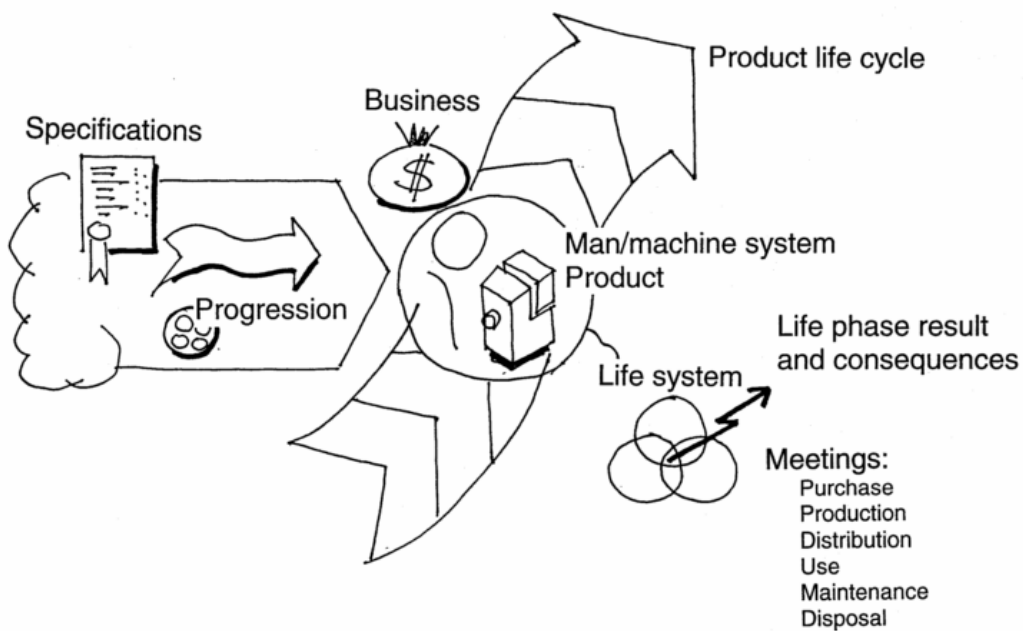 Product life cycle
Business
$
Specifications
Man/machine system
Product
Progression
Life phase result
and consequences
Life system
Meetings:
Purchase
Production
Distribution
Use
Maintenance
Disposal